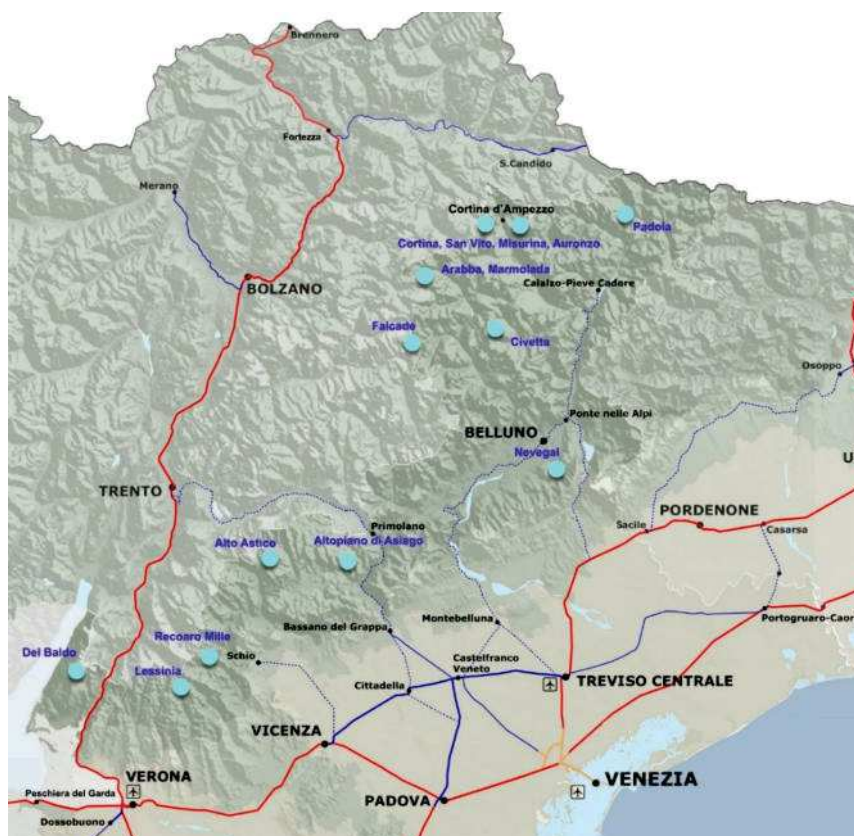 Brennero
Fortezza
S.Candido
Merano
Cortina d'Ampezzo
Padola
Cortina, San Vito, Misurina, Auronzo
Arabba, Marmolada
BOLZANO
Calalzo-Pieve Cadore
Falcade
Civetta
Osoppo
Ponte nelle Alpi
BELLUNO
Nevegal
U
TRENTO
Primolano
Sacile
PORDENONE
Casarsa
Alto Astico
Altopiano di Asiago
Portogruaro-Caor
Montebelluna
Bassano del Grappa
Recoaro Mille
Del Baldo
Schio
Castelfranco
Veneto
Lessinia
Cittadella
TREVISO CENTRALE
VICENZA
VERONA
VENEZIA
Peschiera del Garda
PADOVA
Dossobuono